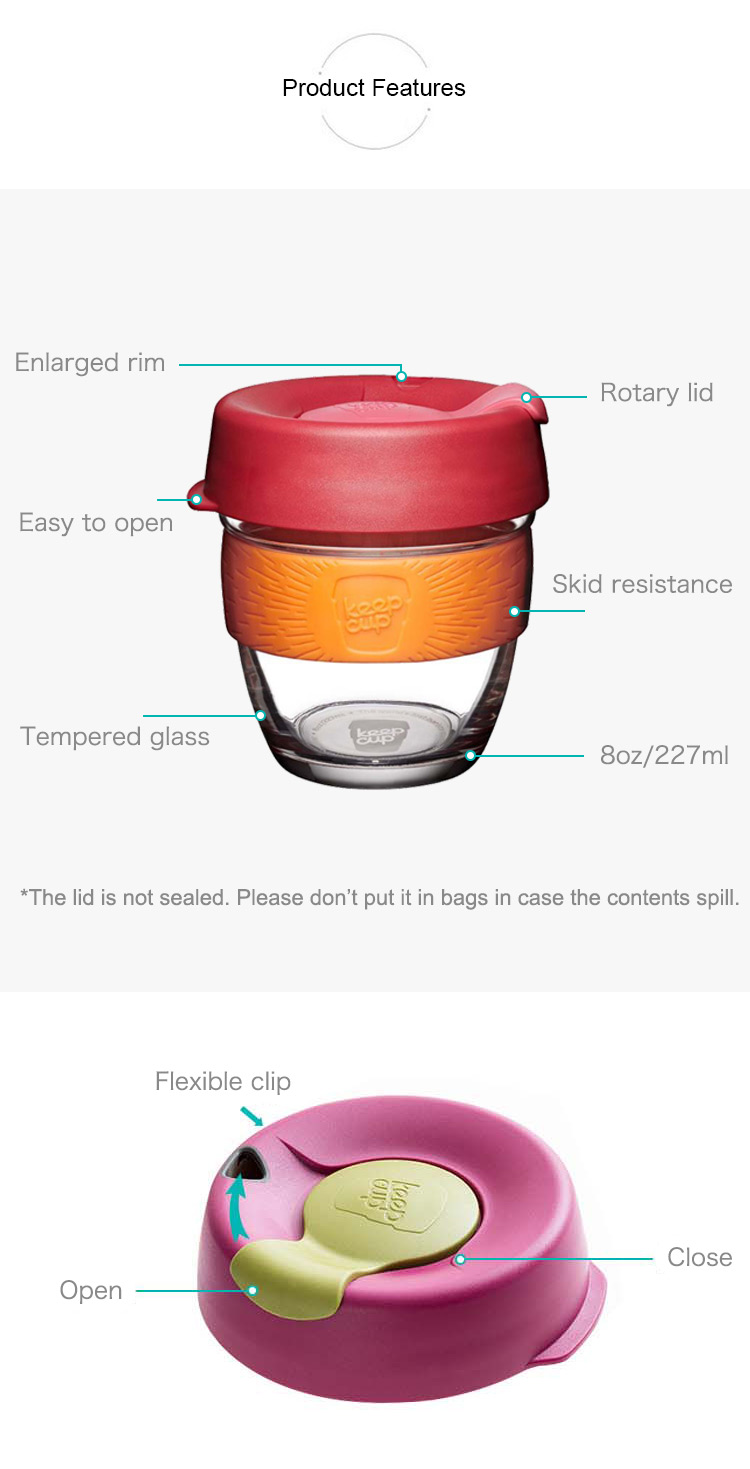 Product Features
Enlarged rim
Rotary lid
Easy to open
keep
cup
Skid resistance
Tempered glass
keep
cup
8oz/227ml
*The lid is not sealed. Please don’t put it in bags in case the contents spill.
Flexible clip
keep
cup
Close
Open